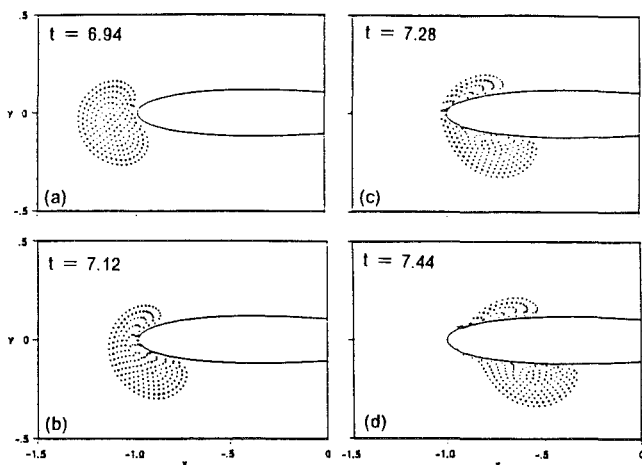 .5
t = 6.94
y 0
(a)
-.5
t = 7.28
(c)
.5
t = 7.12
y 0
(b)
-.5
-1.5 -1.0 -.5 0
t = 7.44
(d)
-1.5 -1.0 -.5 0